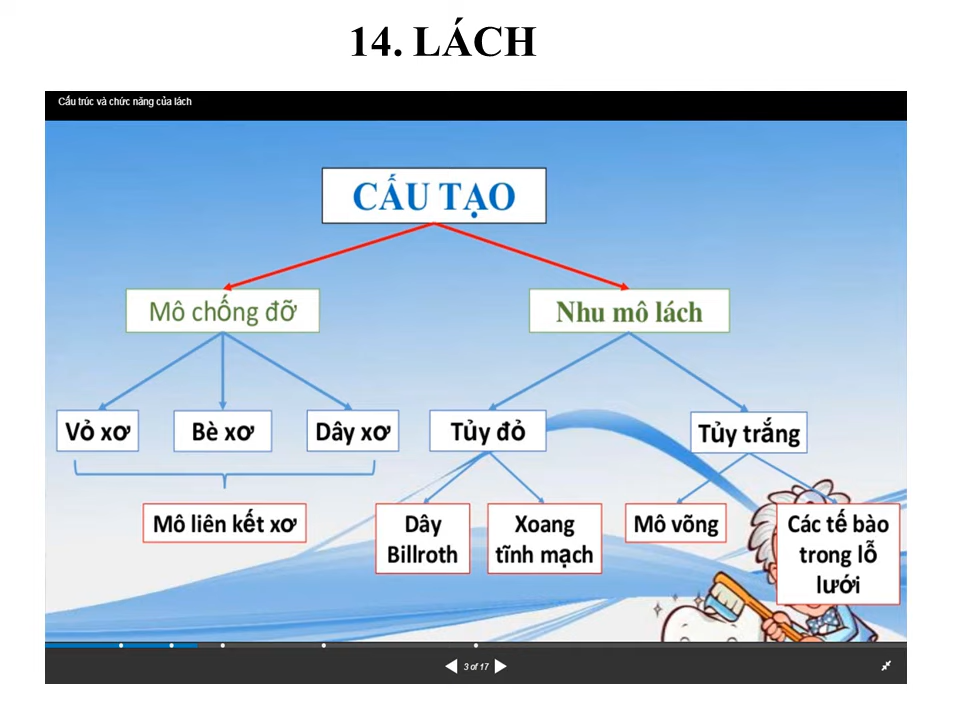 14. LÁCH
Cấu trúc và chức năng của lách
CẤU TẠO
Mô chống đỡ
Nhu mô lách
Vỏ xơ
Bè xơ
Dây xơ
Tủy đỏ
Tủy trắng
Mô liên kết xơ
Dây
Billroth
Xoang
tĩnh mạch
Mô võng
Các tế bào
trong lỗ
lưới
3 of 17